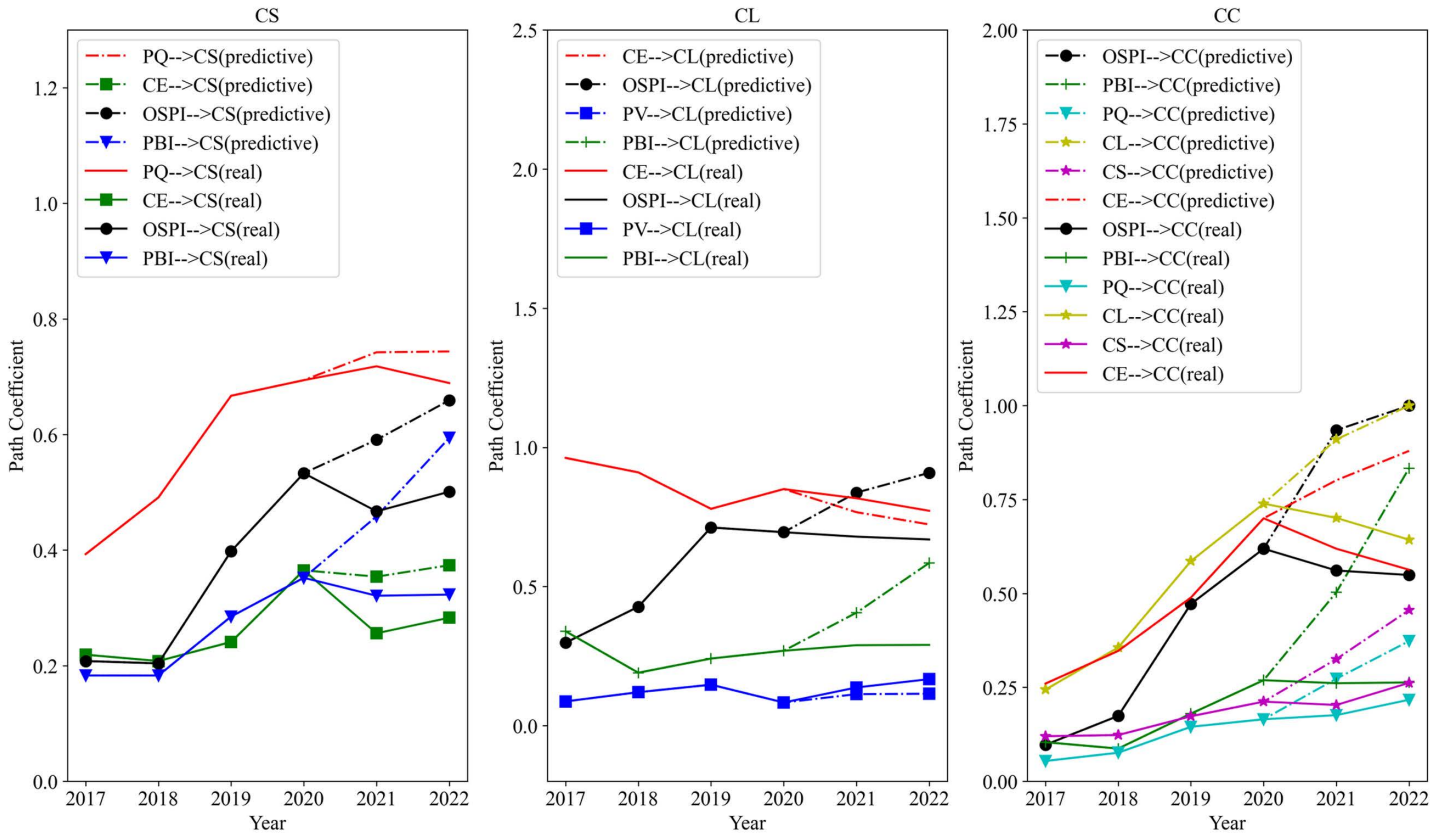 CS
PQ-->CS(predictive)
CE-->CS(predictive)
OSPI-->CS(predictive)
PBI-->CS(predictive)
PQ-->CS(real)
CE-->CS(real)
OSPI-->CS(real)
PBI-->CS(real)
1.2
1.0
0.8
0.6
0.4
0.2
0.0
Path Coefficient
2017 2018 2019 2020 2021 2022
Year
CL
CE-->CL(predictive)
OSPI-->CL(predictive)
PV-->CL(predictive)
PBI-->CL(predictive)
CE-->CL(real)
OSPI-->CL(real)
PV-->CL(real)
PBI-->CL(real)
2.5
2.0
1.5
1.0
0.5
0.0
Path Coefficient
2017 2018 2019 2020 2021 2022
Year
CC
OSPI-->CC(predictive)
PBI-->CC(predictive)
PQ-->CC(predictive)
CL-->CC(predictive)
CS-->CC(predictive)
CE-->CC(predictive)
OSPI-->CC(real)
PBI-->CC(real)
PQ-->CC(real)
CL-->CC(real)
CS-->CC(real)
CE-->CC(real)
2.00
1.75
1.50
1.25
1.00
0.75
0.50
0.25
0.00
Path Coefficient
2017 2018 2019 2020 2021 2022
Year